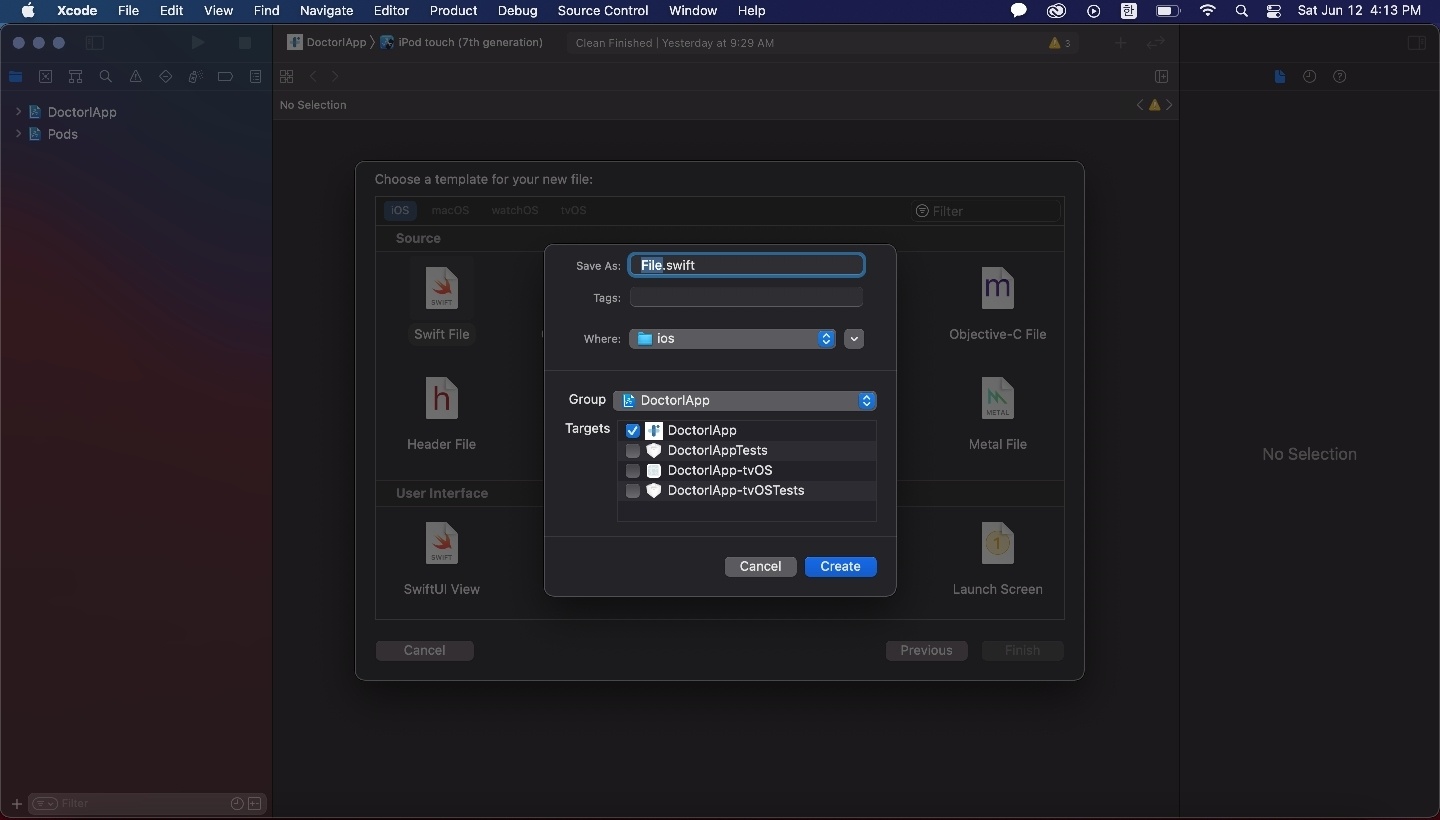 Xcode File Edit View Find Navigate Editor Product Debug Source Control Window Help 한 Sat Jun 12 4:13 PM
DoctorIApp 〉 iPod touch (7th generation) Clean Finished | Yesterday at 9:29 AM 3
No Selection
DoctorIApp
Pods
Choose a template for your new file:
iOS macOS watchOS tvOS Filter
Source
SWIFT
Swift File
m
Objective-C File
h
Header File
METAL
Metal File
User Interface
SWIFT
SwiftUI View
1
Launch Screen
Cancel Previous Finish
Save As: File.swift
Tags:
Where: ios
Group DoctorIApp
Targets DoctorIApp
DoctorIAppTests
DoctorIApp-tvOS
DoctorIApp-tvOSTests
Cancel Create
No Selection
Filter